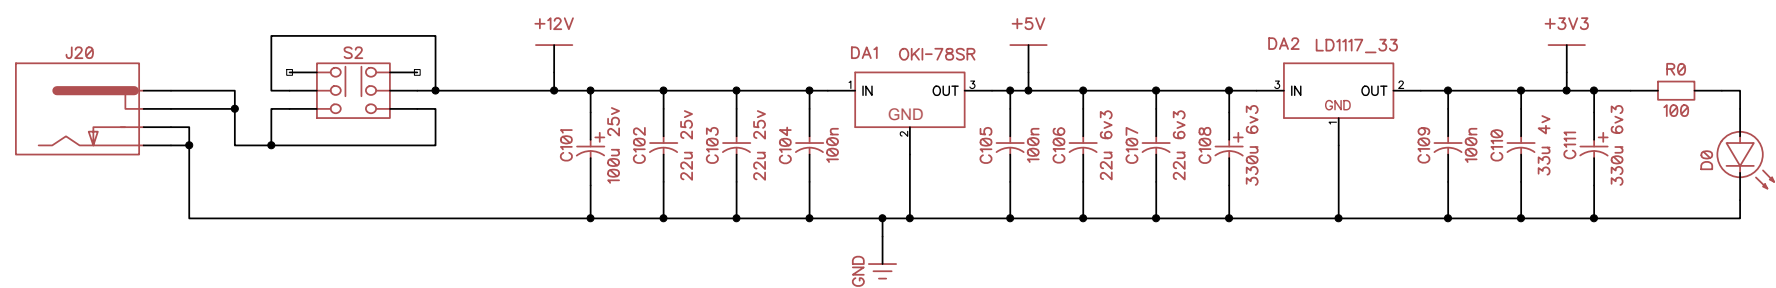 J20
S2
+12V
C101
100u 25v
C102
22u 25v
C103
22u 25v
C104
100n
DA1 OKI-78SR
1 IN OUT 3
GND
2
GND
+5V
C105
100n
C106
22u 6v3
C107
22u 6v3
C108
330u 6v3
DA2 LD1117_33
3 IN OUT 2
GND
1
C109
100n
C110
33u 4v
+3V3
C111
330u 6v3
R0
100
D0